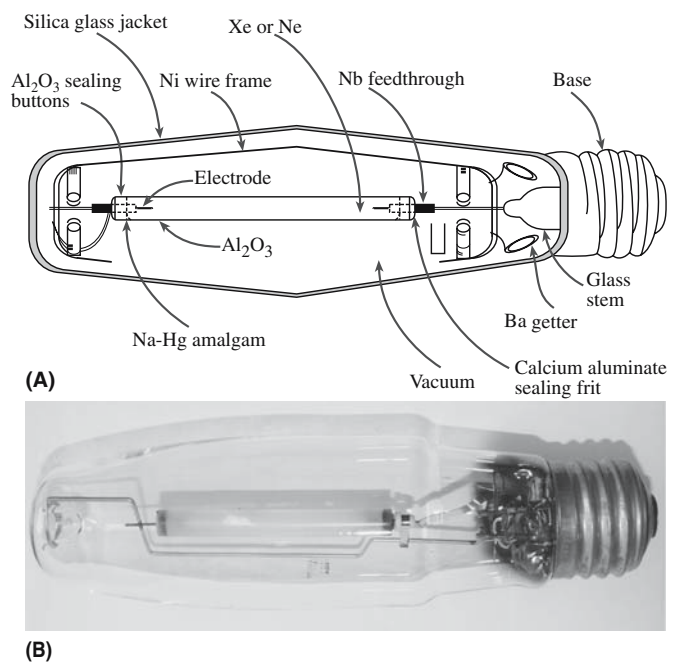 Silica glass jacket
Xe or Ne
Al₂O₃ sealing
buttons
Ni wire frame
Nb feedthrough
Base
Electrode
Al₂O₃
Glass
stem
Ba getter
Na-Hg amalgam
Vacuum
Calcium aluminate
sealing frit
(A)
(B)